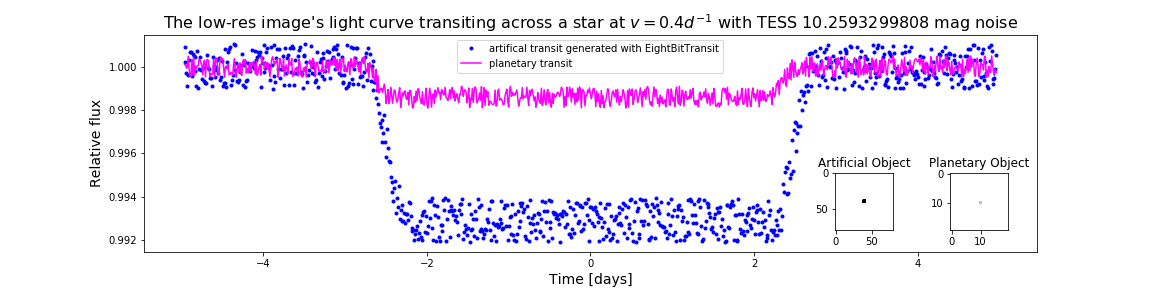 The low-res image's light curve transiting across a star at v = 0.4d⁻¹ with TESS 10.2593299808 mag noise
artifical transit generated with EightBitTransit
planetary transit
1.000
0.998
0.996
0.994
0.992
Relative flux
Artificial Object
Planetary Object
0
50
0
10
0 50
0 10
−4 −2 0 2 4
Time [days]